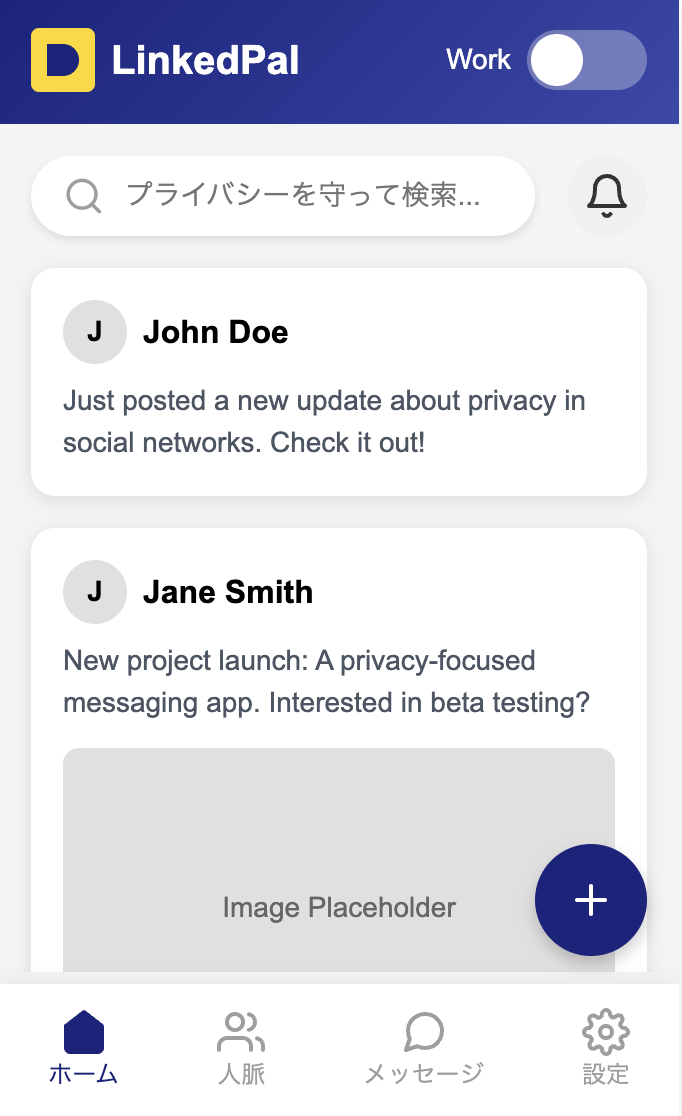 LinkedPal
Work
プライバシーを守って検索...
J
John Doe
Just posted a new update about privacy in
social networks. Check it out!
J
Jane Smith
New project launch: A privacy-focused
messaging app. Interested in beta testing?
Image Placeholder
ホーム
人脈
メッセージ
設定